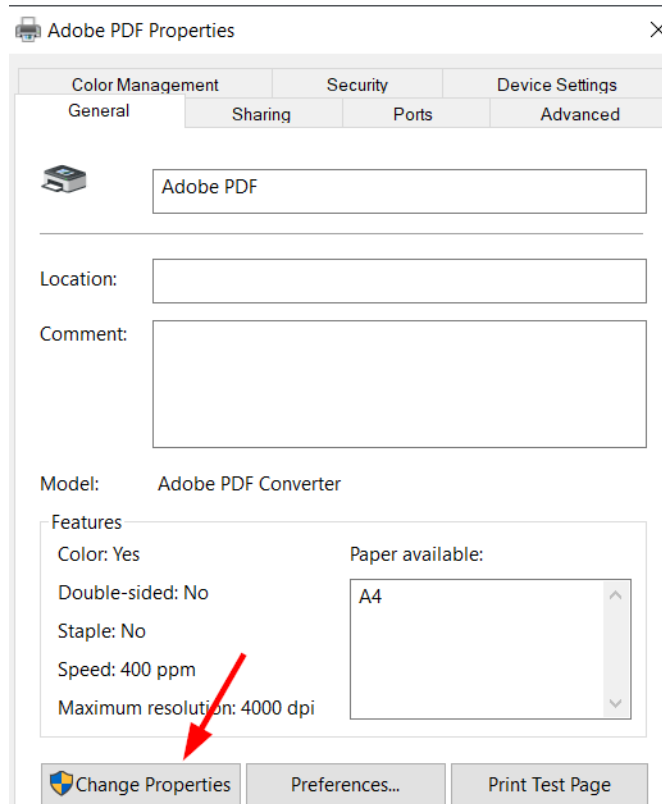 Adobe PDF Properties
Color Management Security Device Settings
General Sharing Ports Advanced
Adobe PDF
Location:
Comment:
Model: Adobe PDF Converter
Features
Color: Yes Paper available:
Double-sided: No A4
Staple: No
Speed: 400 ppm
Maximum resolution: 4000 dpi
Change Properties Preferences... Print Test Page